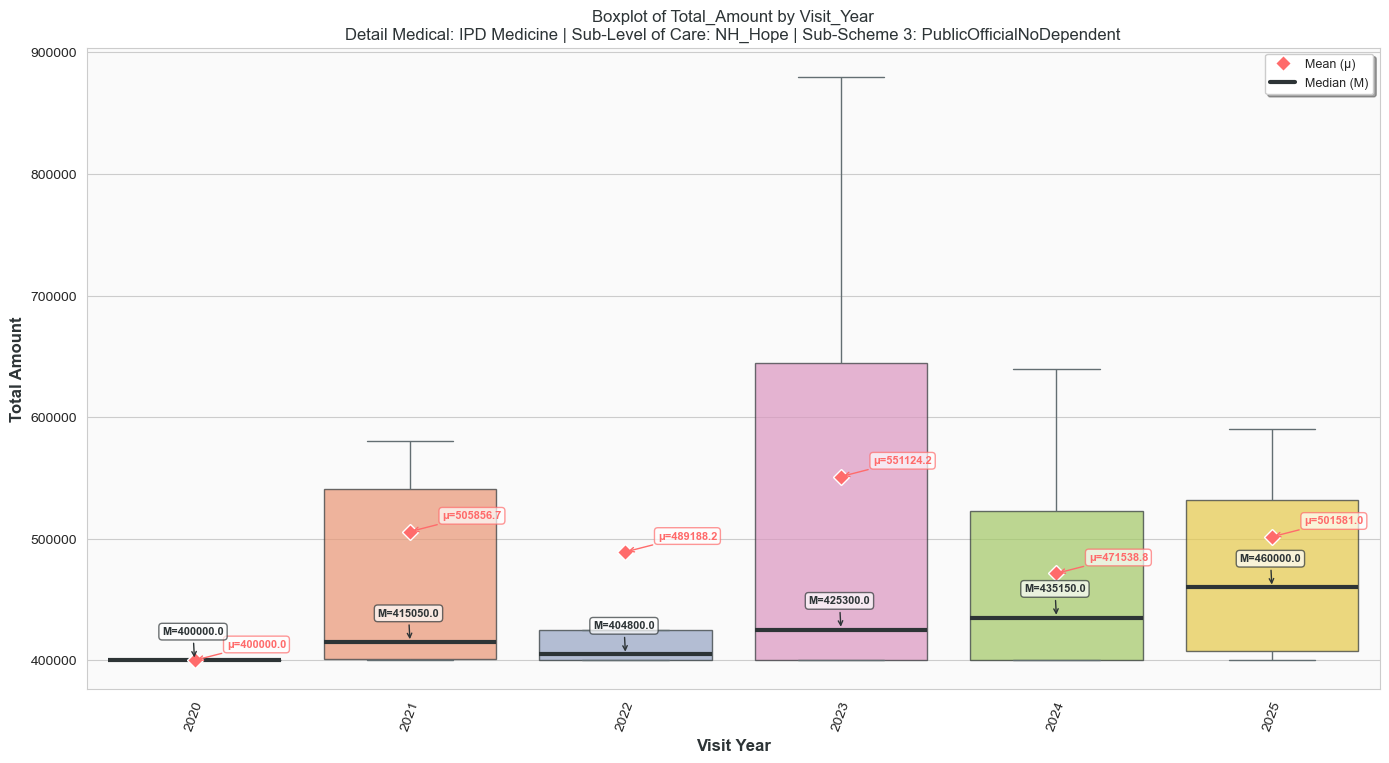 Boxplot of Total_Amount by Visit_Year
Detail Medical: IPD Medicine | Sub-Level of Care: NH_Hope | Sub-Scheme 3: PublicOfficialNoDependent
Mean (μ)
Median (M)
Total Amount
900000
800000
700000
600000
500000
400000
M=400000.0
μ=400000.0
μ=505856.7
M=415050.0
μ=489188.2
M=404800.0
μ=551124.2
M=425300.0
μ=471538.8
M=435150.0
μ=501581.0
M=460000.0
2020
2021
2022
2023
2024
2025
Visit Year